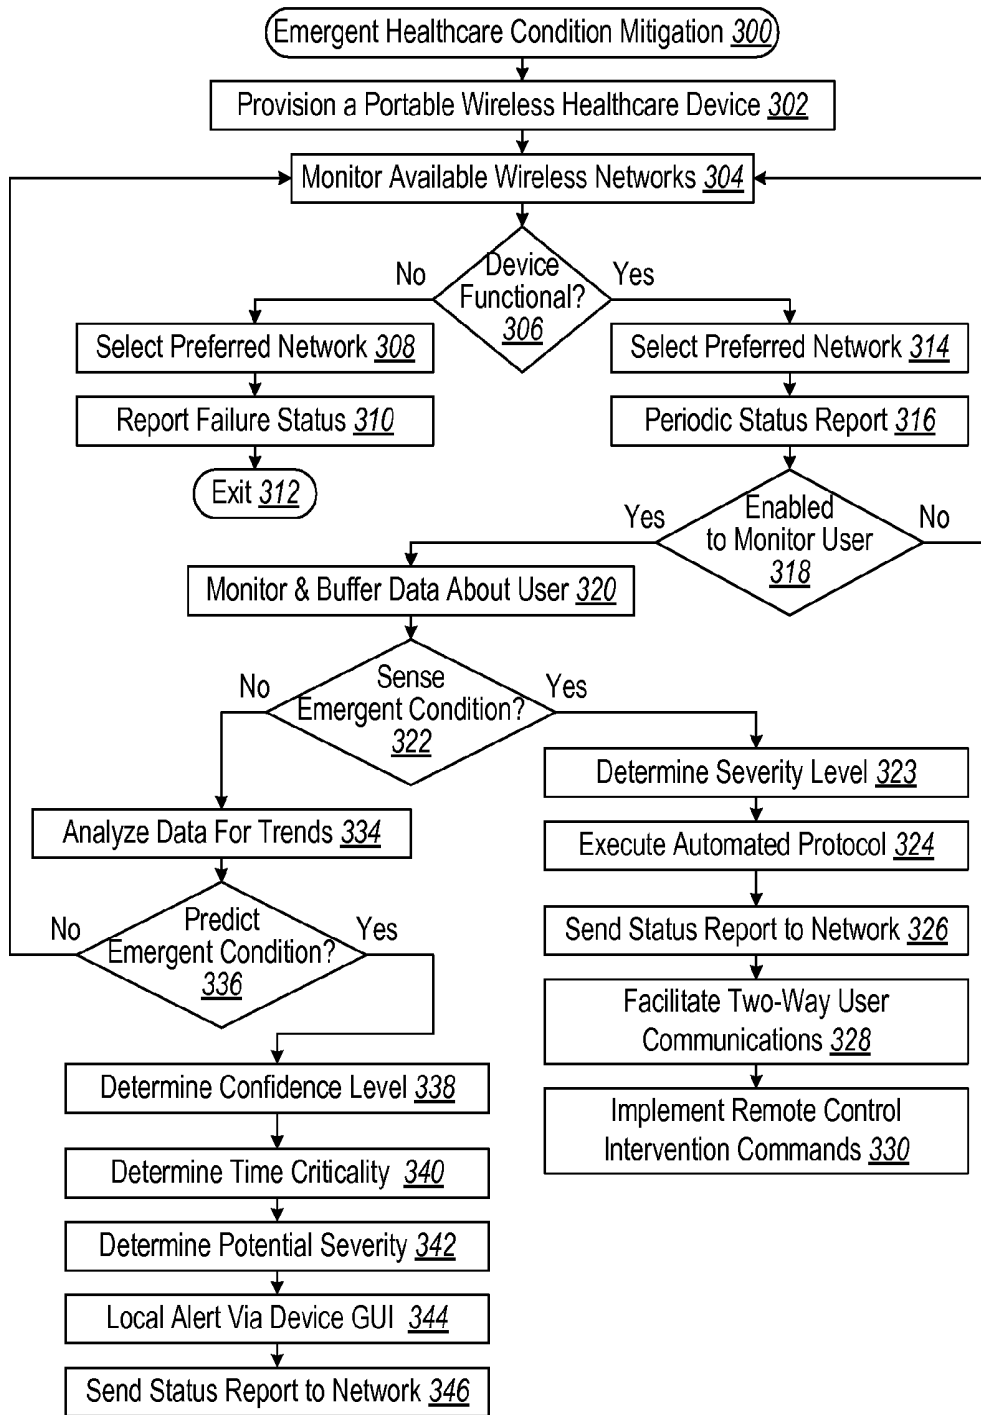 Emergent Healthcare Condition Mitigation 300
Provision a Portable Wireless Healthcare Device 302
Monitor Available Wireless Networks 304
Device
Functional?
306
No
Yes
Select Preferred Network 308
Report Failure Status 310
Exit 312
Select Preferred Network 314
Periodic Status Report 316
Enabled
to Monitor User
318
Yes
No
Monitor & Buffer Data About User 320
Sense
Emergent Condition?
322
No
Yes
Determine Severity Level 323
Execute Automated Protocol 324
Send Status Report to Network 326
Facilitate Two-Way User
Communications 328
Implement Remote Control
Intervention Commands 330
Analyze Data For Trends 334
Predict
Emergent Condition?
336
No
Yes
Determine Confidence Level 338
Determine Time Criticality 340
Determine Potential Severity 342
Local Alert Via Device GUI 344
Send Status Report to Network 346